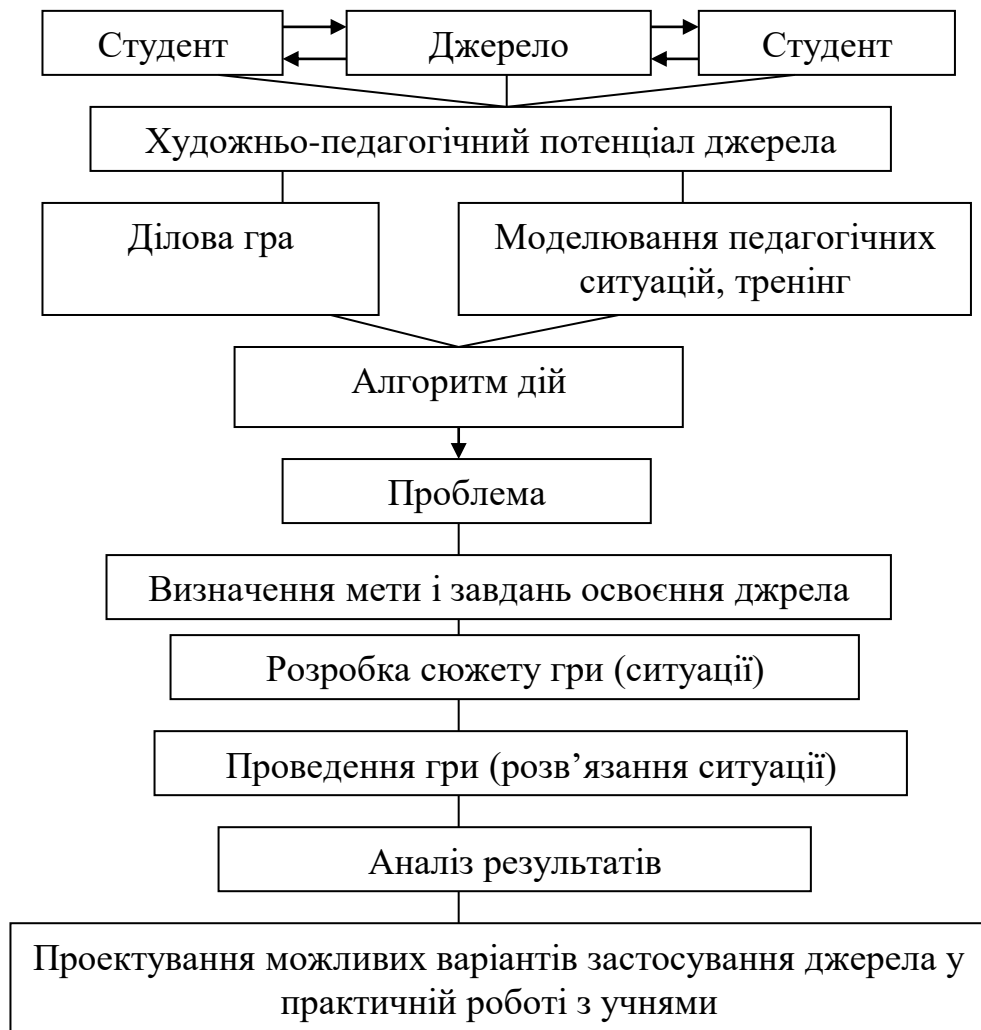 Студент
Джерело
Студент
Художньо-педагогічний потенціал джерела
Ділова гра
Моделювання педагогічних
ситуацій, тренінг
Алгоритм дій
Проблема
Визначення мети і завдань освоєння джрела
Розробка сюжету гри (ситуації)
Проведення гри (розв’язання ситуації)
Аналіз результатів
Проектування можливих варіантів застосування джерела у
практичній роботі з учнями